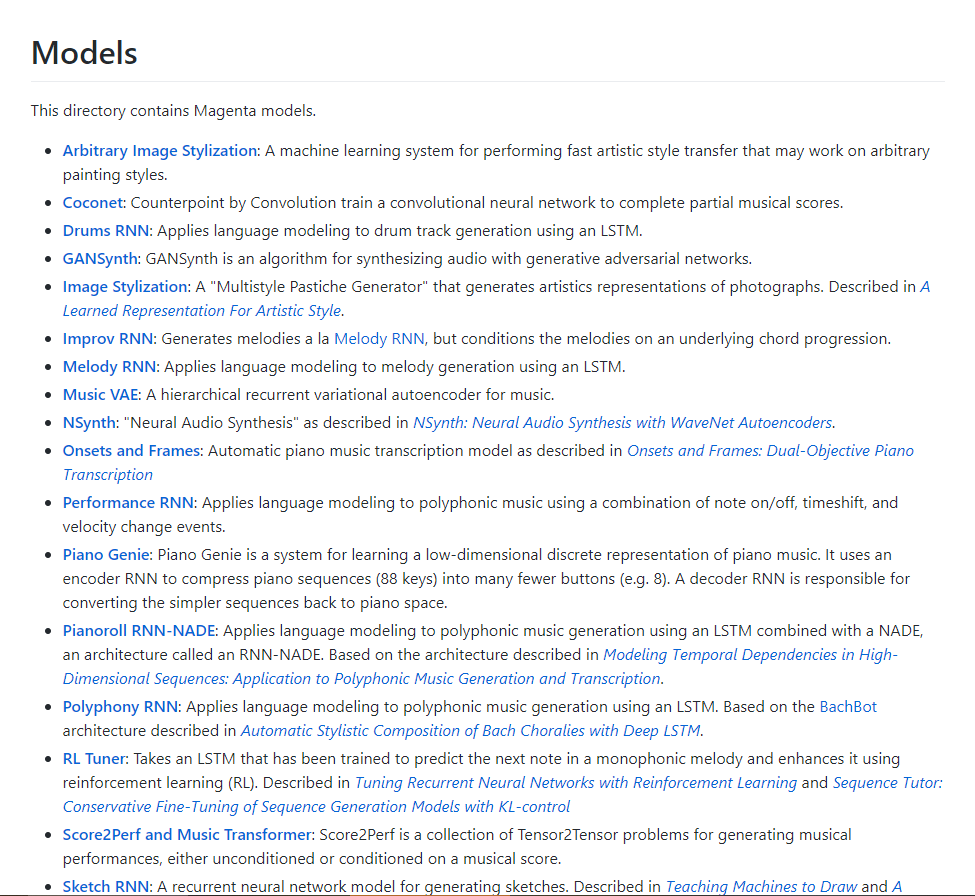 Models
This directory contains Magenta models.
Arbitrary Image Stylization: A machine learning system for performing fast artistic style transfer that may work on arbitrary
painting styles.
Coconet: Counterpoint by Convolution train a convolutional neural network to complete partial musical scores.
Drums RNN: Applies language modeling to drum track generation using an LSTM.
GANSynth: GANSynth is an algorithm for synthesizing audio with generative adversarial networks.
Image Stylization: A "Multistyle Pastiche Generator" that generates artistics representations of photographs. Described in A
Learned Representation For Artistic Style.
Improv RNN: Generates melodies a la Melody RNN, but conditions the melodies on an underlying chord progression.
Melody RNN: Applies language modeling to melody generation using an LSTM.
Music VAE: A hierarchical recurrent variational autoencoder for music.
NSynth: "Neural Audio Synthesis" as described in NSynth: Neural Audio Synthesis with WaveNet Autoencoders.
Onsets and Frames: Automatic piano music transcription model as described in Onsets and Frames: Dual-Objective Piano
Transcription
Performance RNN: Applies language modeling to polyphonic music using a combination of note on/off, timeshift, and
velocity change events.
Piano Genie: Piano Genie is a system for learning a low-dimensional discrete representation of piano music. It uses an
encoder RNN to compress piano sequences (88 keys) into many fewer buttons (e.g. 8). A decoder RNN is responsible for
converting the simpler sequences back to piano space.
Pianoroll RNN-NADE: Applies language modeling to polyphonic music generation using an LSTM combined with a NADE,
an architecture called an RNN-NADE. Based on the architecture described in Modeling Temporal Dependencies in High-
Dimensional Sequences: Application to Polyphonic Music Generation and Transcription.
Polyphony RNN: Applies language modeling to polyphonic music generation using an LSTM. Based on the BachBot
architecture described in Automatic Stylistic Composition of Bach Choralies with Deep LSTM.
RL Tuner: Takes an LSTM that has been trained to predict the next note in a monophonic melody and enhances it using
reinforcement learning (RL). Described in Tuning Recurrent Neural Networks with Reinforcement Learning and Sequence Tutor:
Conservative Fine-Tuning of Sequence Generation Models with KL-control
Score2Perf and Music Transformer: Score2Perf is a collection of Tensor2Tensor problems for generating musical
performances, either unconditioned or conditioned on a musical score.
Sketch RNN: A recurrent neural network model for generating sketches. Described in Teaching Machines to Draw and A